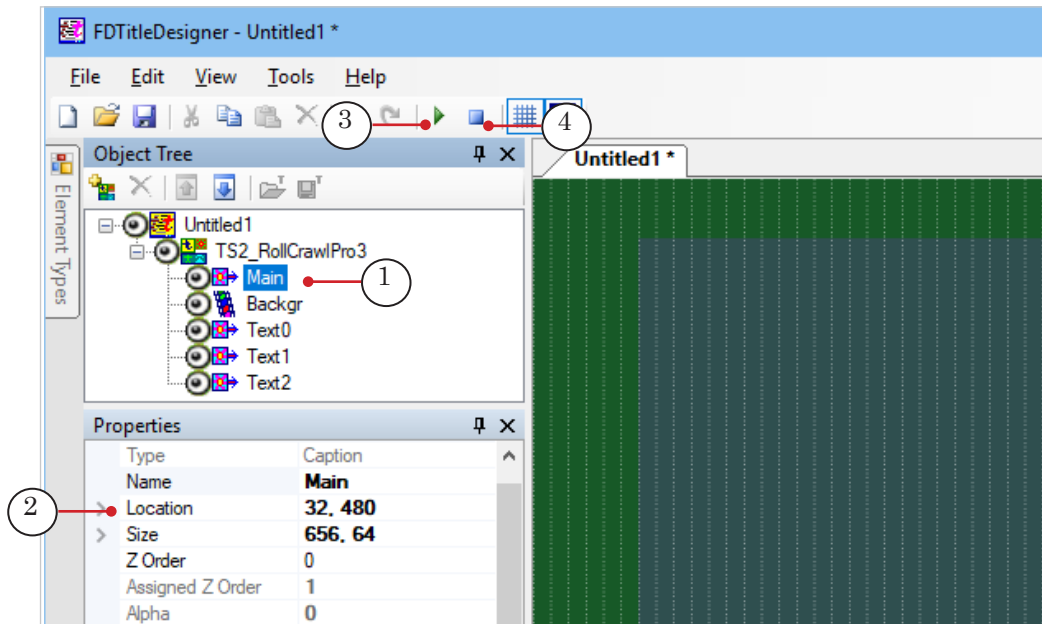 FDTitleDesigner - Untitled1 *
File Edit View Tools Help
3
4
Object Tree
Untitled1 *
Element Types
Untitled1
TS2_RollCrawlPro3
Main
1
Backgr
Text0
Text1
Text2
Properties
Type Caption
Name Main
2
Location 32, 480
Size 656, 64
Z Order 0
Assigned Z Order 1
Alpha 0